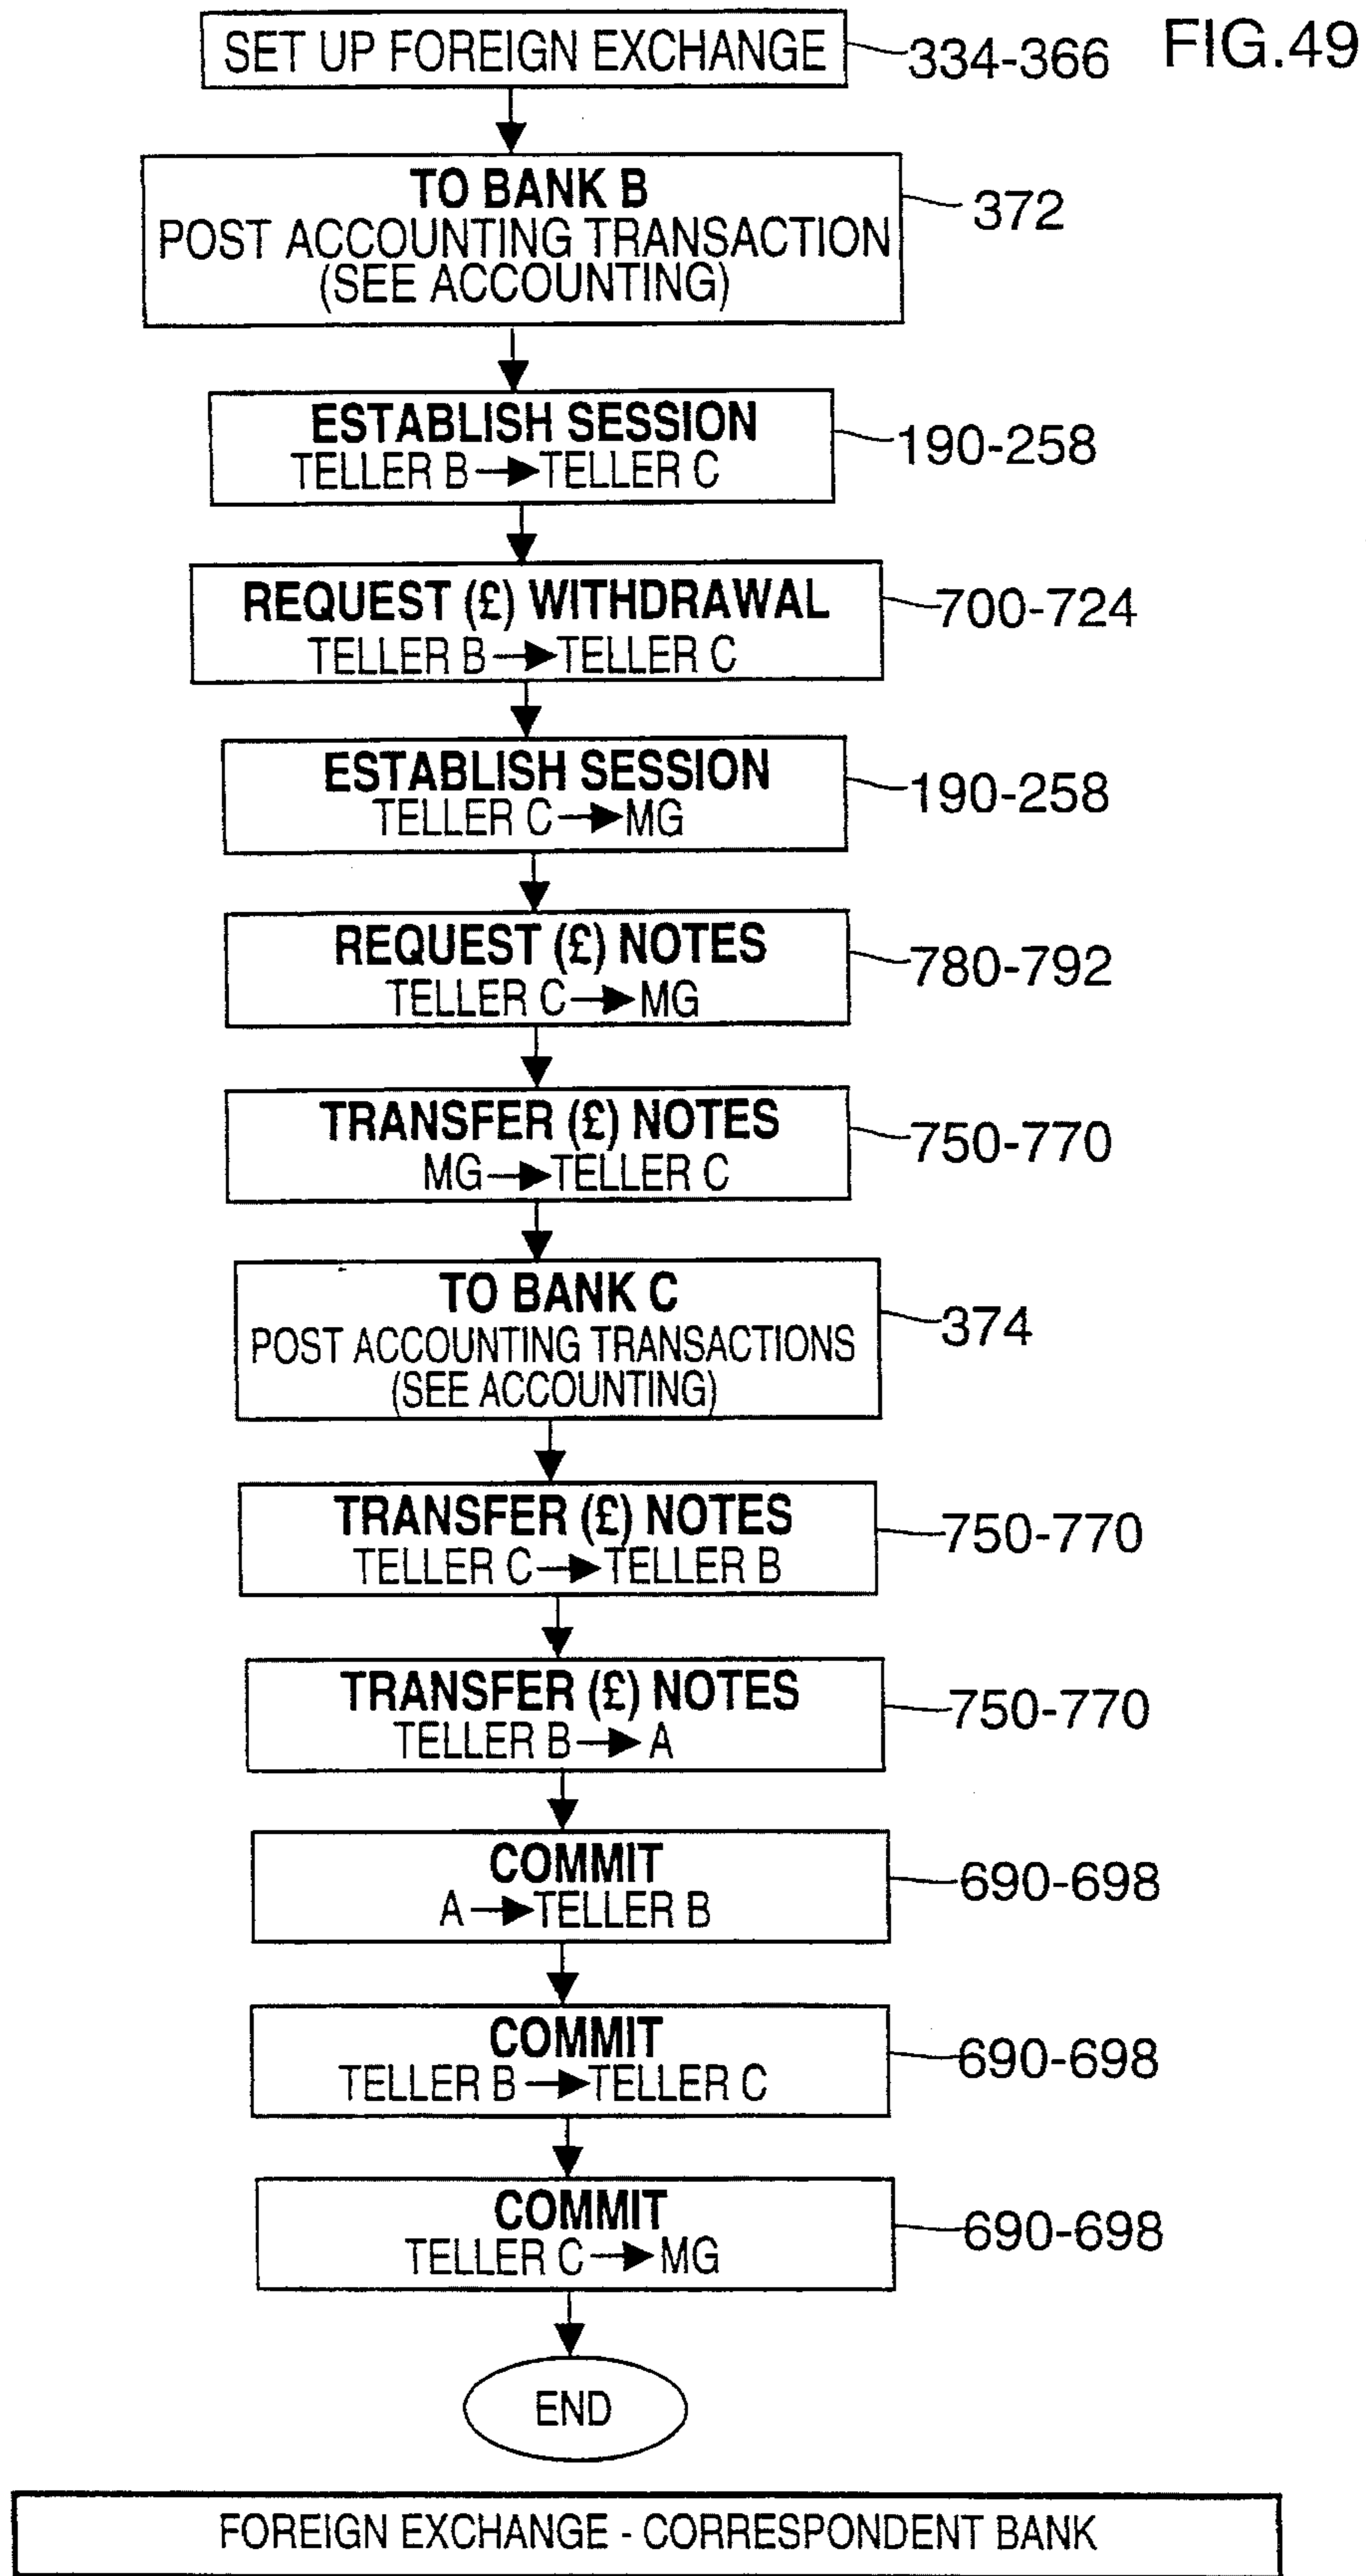 SET UP FOREIGN EXCHANGE
334-366
FIG.49
TO BANK B
POST ACCOUNTING TRANSACTION
(SEE ACCOUNTING)
372
ESTABLISH SESSION
TELLER B → TELLER C
190-258
REQUEST (£) WITHDRAWAL
TELLER B → TELLER C
700-724
ESTABLISH SESSION
TELLER C → MG
190-258
REQUEST (£) NOTES
TELLER C → MG
780-792
TRANSFER (£) NOTES
MG → TELLER C
750-770
TO BANK C
POST ACCOUNTING TRANSACTIONS
(SEE ACCOUNTING)
374
TRANSFER (£) NOTES
TELLER C → TELLER B
750-770
TRANSFER (£) NOTES
TELLER B → A
750-770
COMMIT
A → TELLER B
690-698
COMMIT
TELLER B → TELLER C
690-698
COMMIT
TELLER C → MG
690-698
END
FOREIGN EXCHANGE - CORRESPONDENT BANK